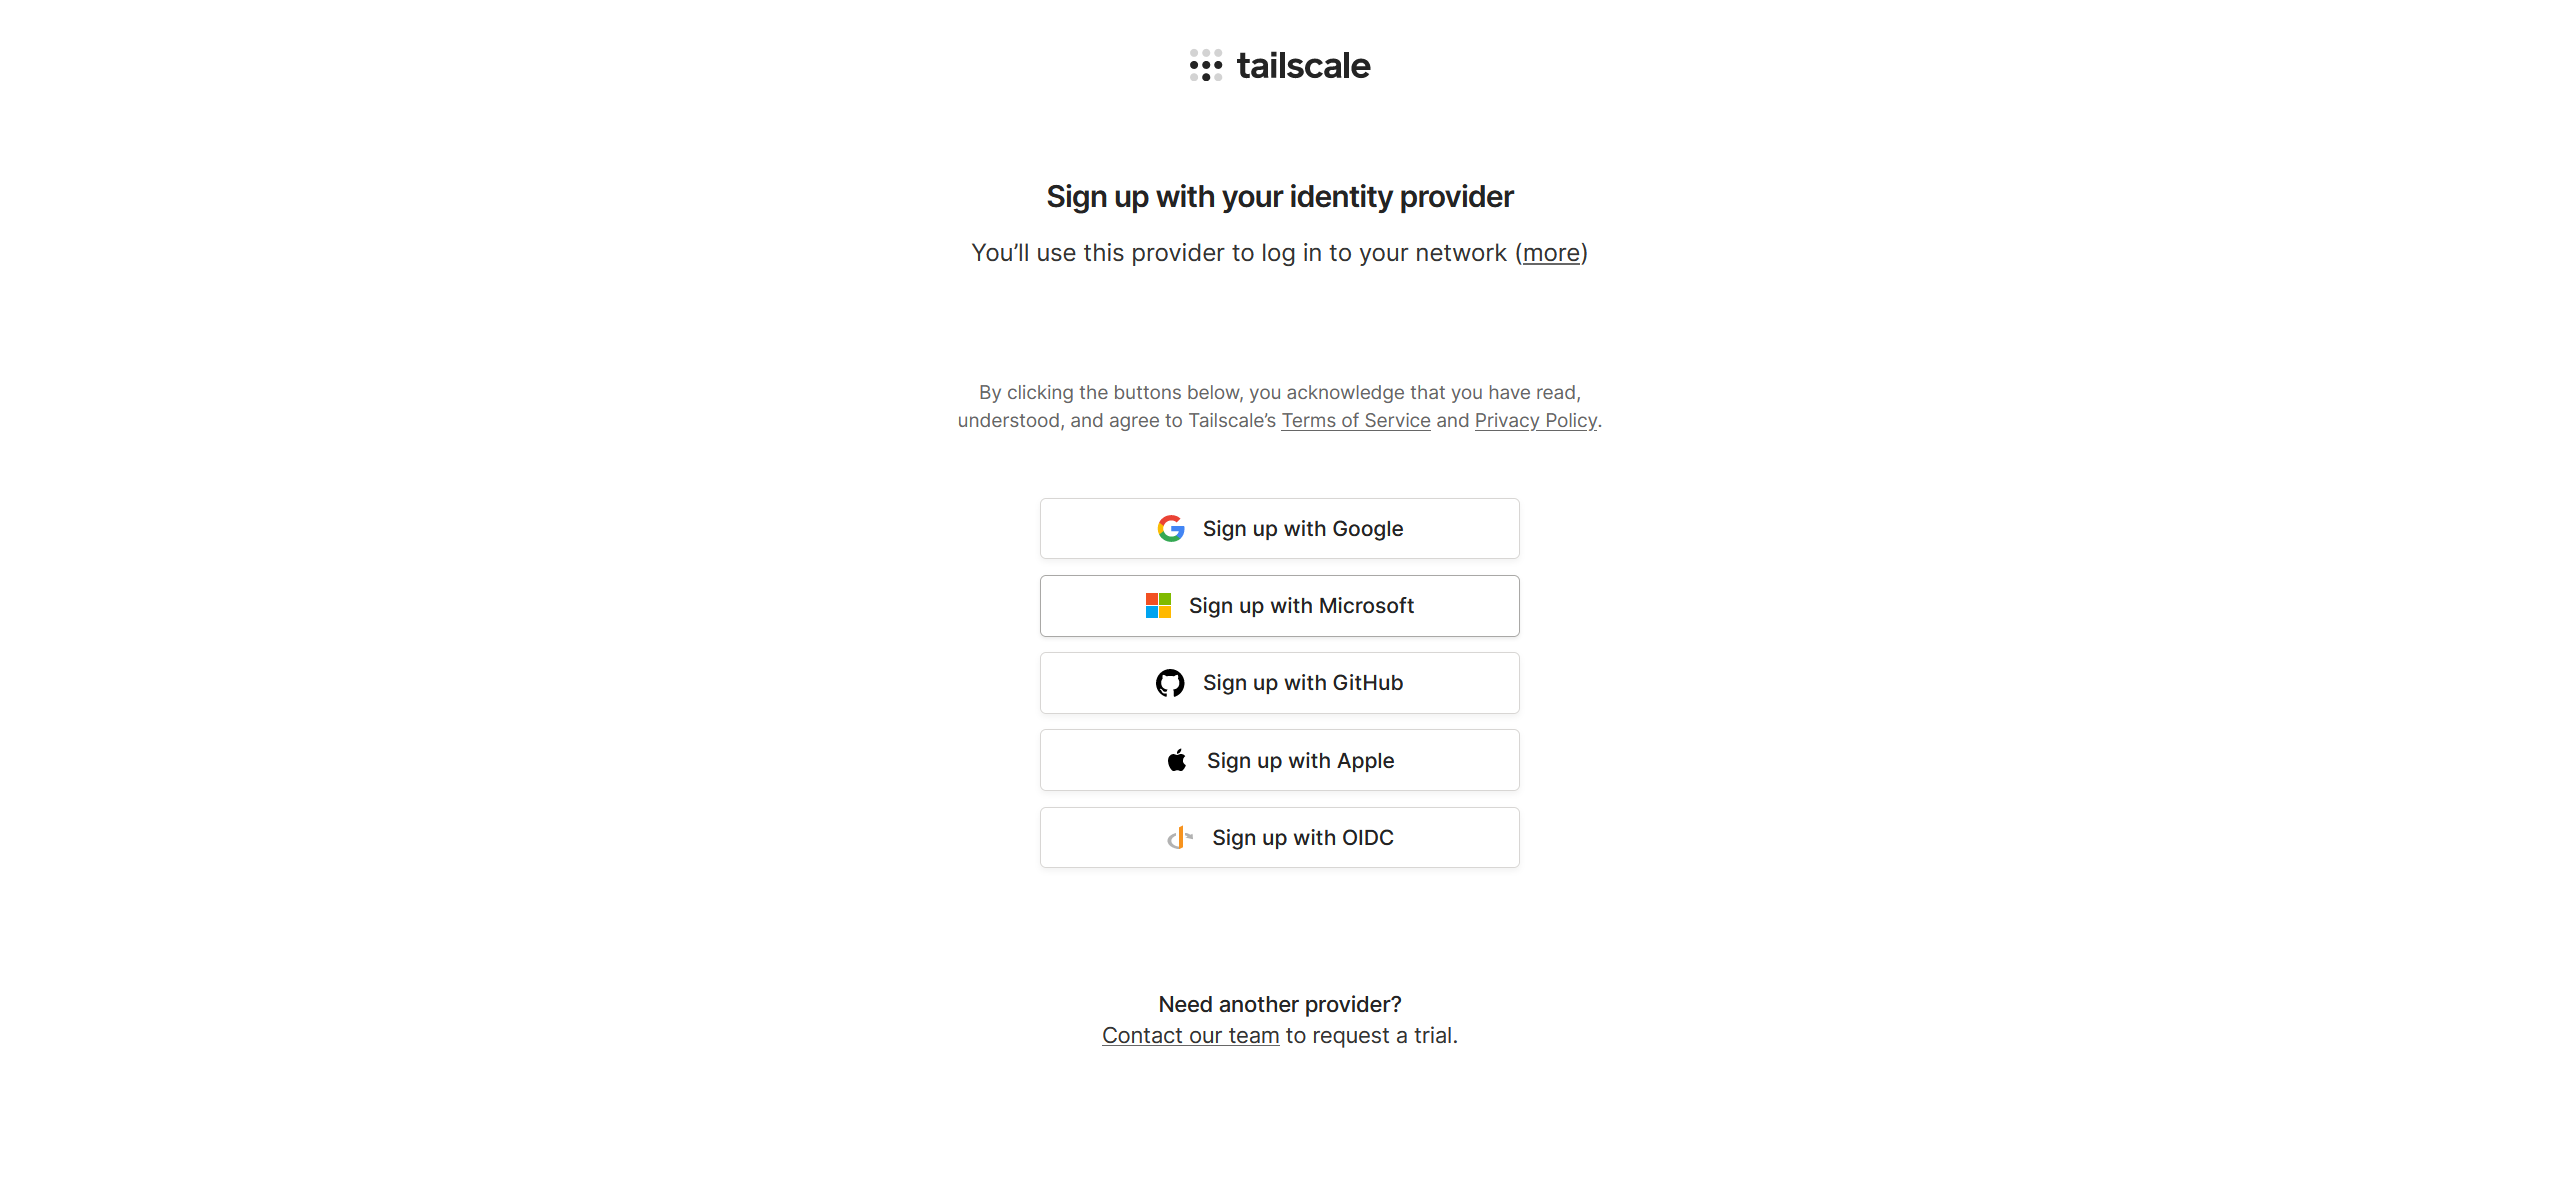 tailscale
Sign up with your identity provider
You’ll use this provider to log in to your network (more)
By clicking the buttons below, you acknowledge that you have read,
understood, and agree to Tailscale’s Terms of Service and Privacy Policy.
Sign up with Google
Sign up with Microsoft
Sign up with GitHub
Sign up with Apple
Sign up with OIDC
Need another provider?
Contact our team to request a trial.